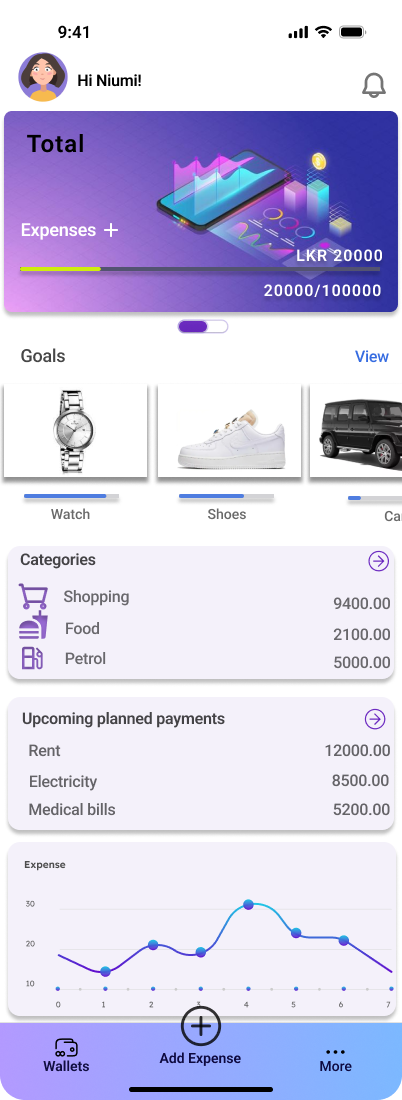 9:41
Hi Niumi!
Total
Expenses +
LKR 20000
20000/100000
Goals View
Watch Shoes Ca
Categories
Shopping 9400.00
Food 2100.00
Petrol 5000.00
Upcoming planned payments
Rent 12000.00
Electricity 8500.00
Medical bills 5200.00
Expense
30
20
10
0 1 2 3 4 5 6 7
Wallets Add Expense More